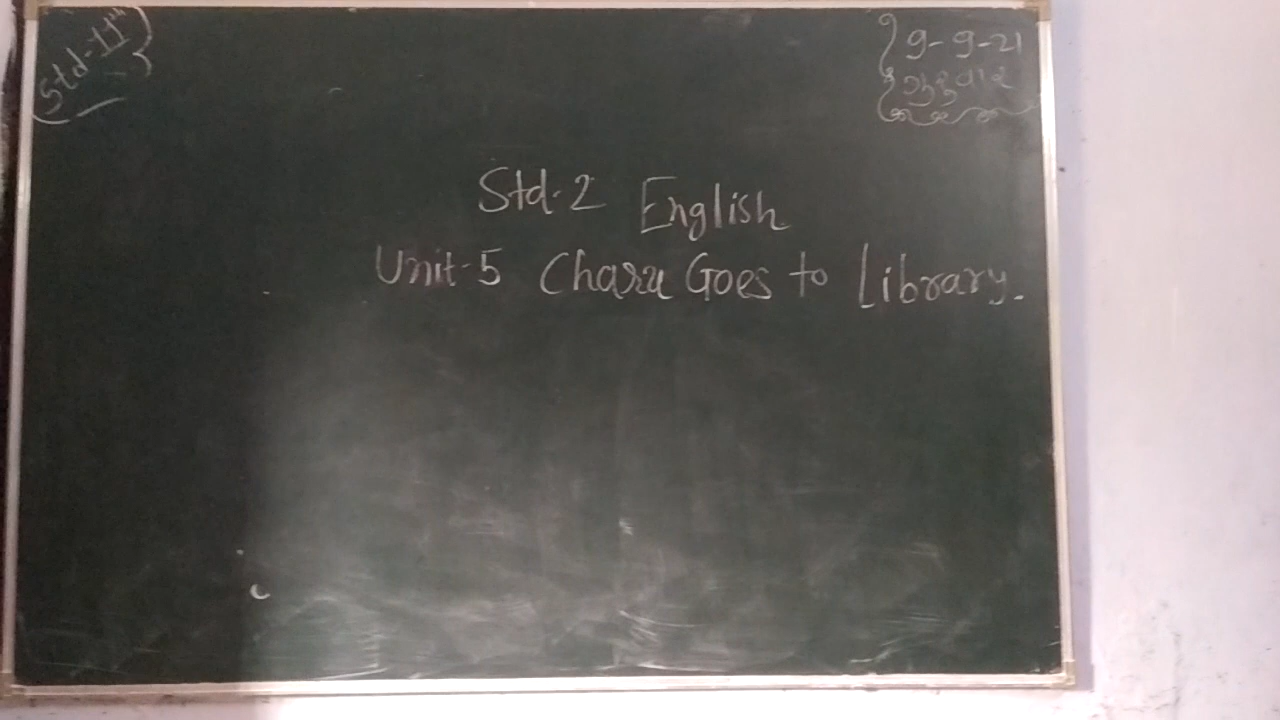 Std-11th
9-9-21
ગુરુવાર
Std-2 English
Unit-5 Charu Goes to Library.